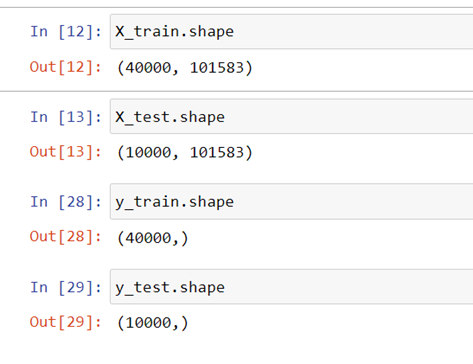 In [12]: X_train.shape
Out[12]: (40000, 101583)
In [13]: X_test.shape
Out[13]: (10000, 101583)
In [28]: y_train.shape
Out[28]: (40000,)
In [29]: y_test.shape
Out[29]: (10000,)